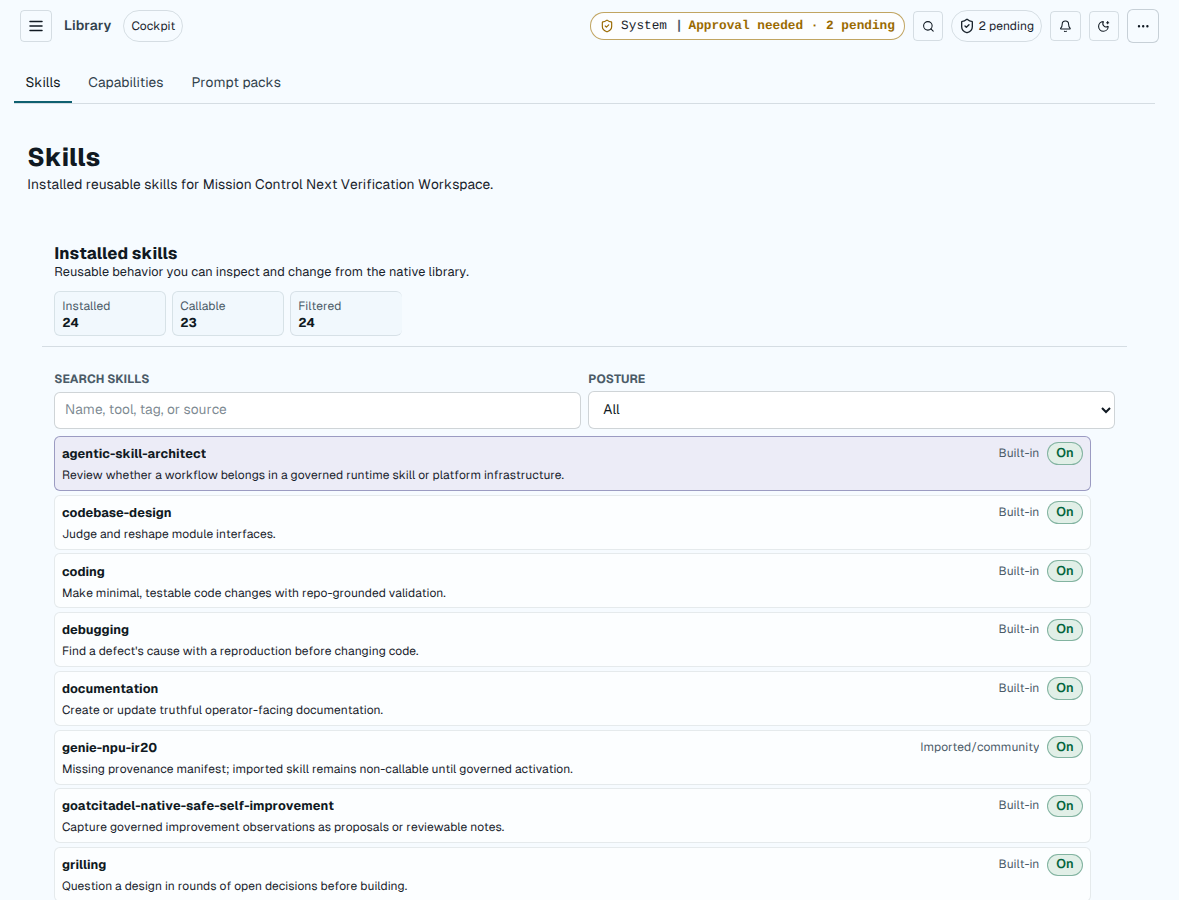 Library Cockpit System | Approval needed · 2 pending 2 pending
Skills Capabilities Prompt packs
Skills
Installed reusable skills for Mission Control Next Verification Workspace.
Installed skills
Reusable behavior you can inspect and change from the native library.
Installed Callable Filtered
24 23 24
SEARCH SKILLS POSTURE
Name, tool, tag, or source All
agentic-skill-architect Built-in On
Review whether a workflow belongs in a governed runtime skill or platform infrastructure.
codebase-design Built-in On
Judge and reshape module interfaces.
coding Built-in On
Make minimal, testable code changes with repo-grounded validation.
debugging Built-in On
Find a defect's cause with a reproduction before changing code.
documentation Built-in On
Create or update truthful operator-facing documentation.
genie-npu-ir20 Imported/community On
Missing provenance manifest; imported skill remains non-callable until governed activation.
goatcitadel-native-safe-self-improvement Built-in On
Capture governed improvement observations as proposals or reviewable notes.
grilling Built-in On
Question a design in rounds of open decisions before building.